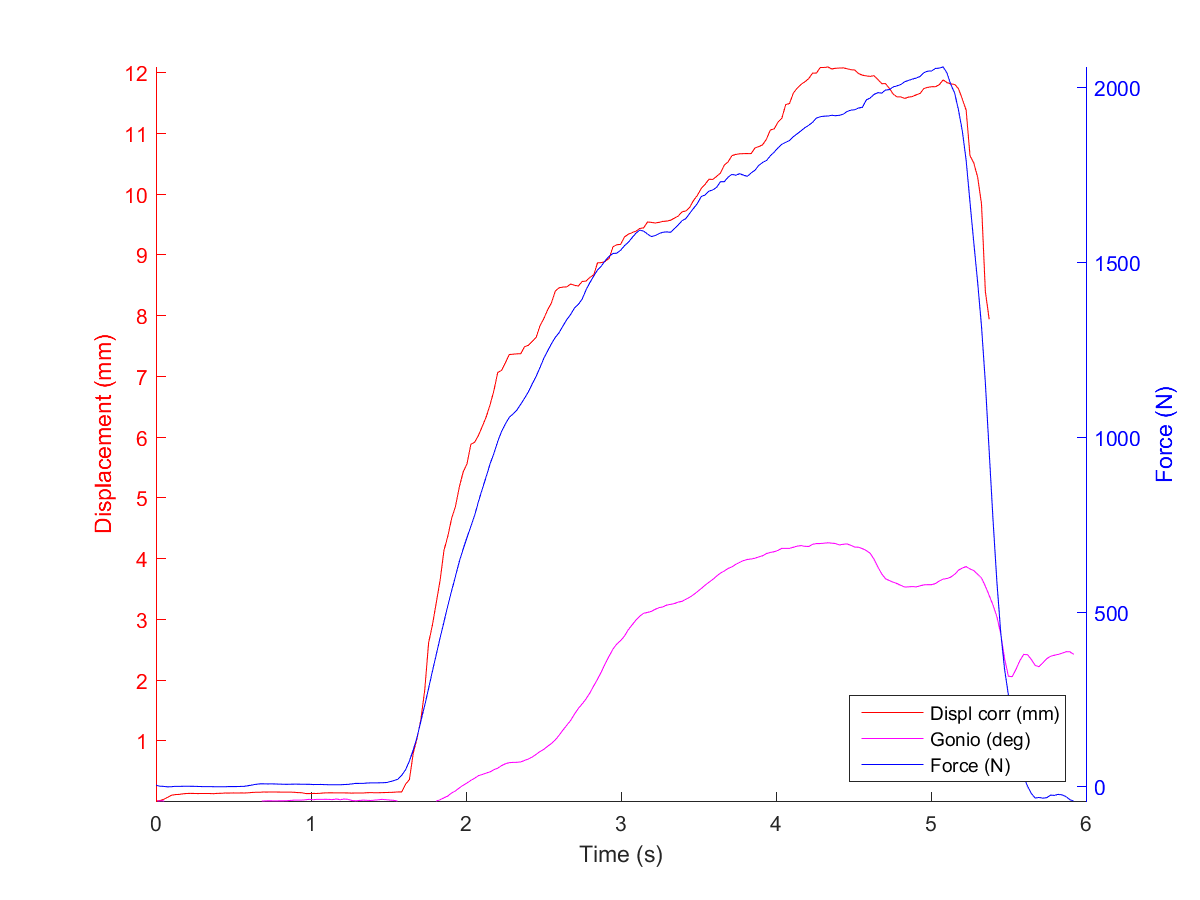 12
11
10
9
8
7
6
5
4
3
2
1
Displacement (mm)
2000
1500
1000
500
0
Force (N)
Displ corr (mm)
Gonio (deg)
Force (N)
0 1 2 3 4 5 6
Time (s)